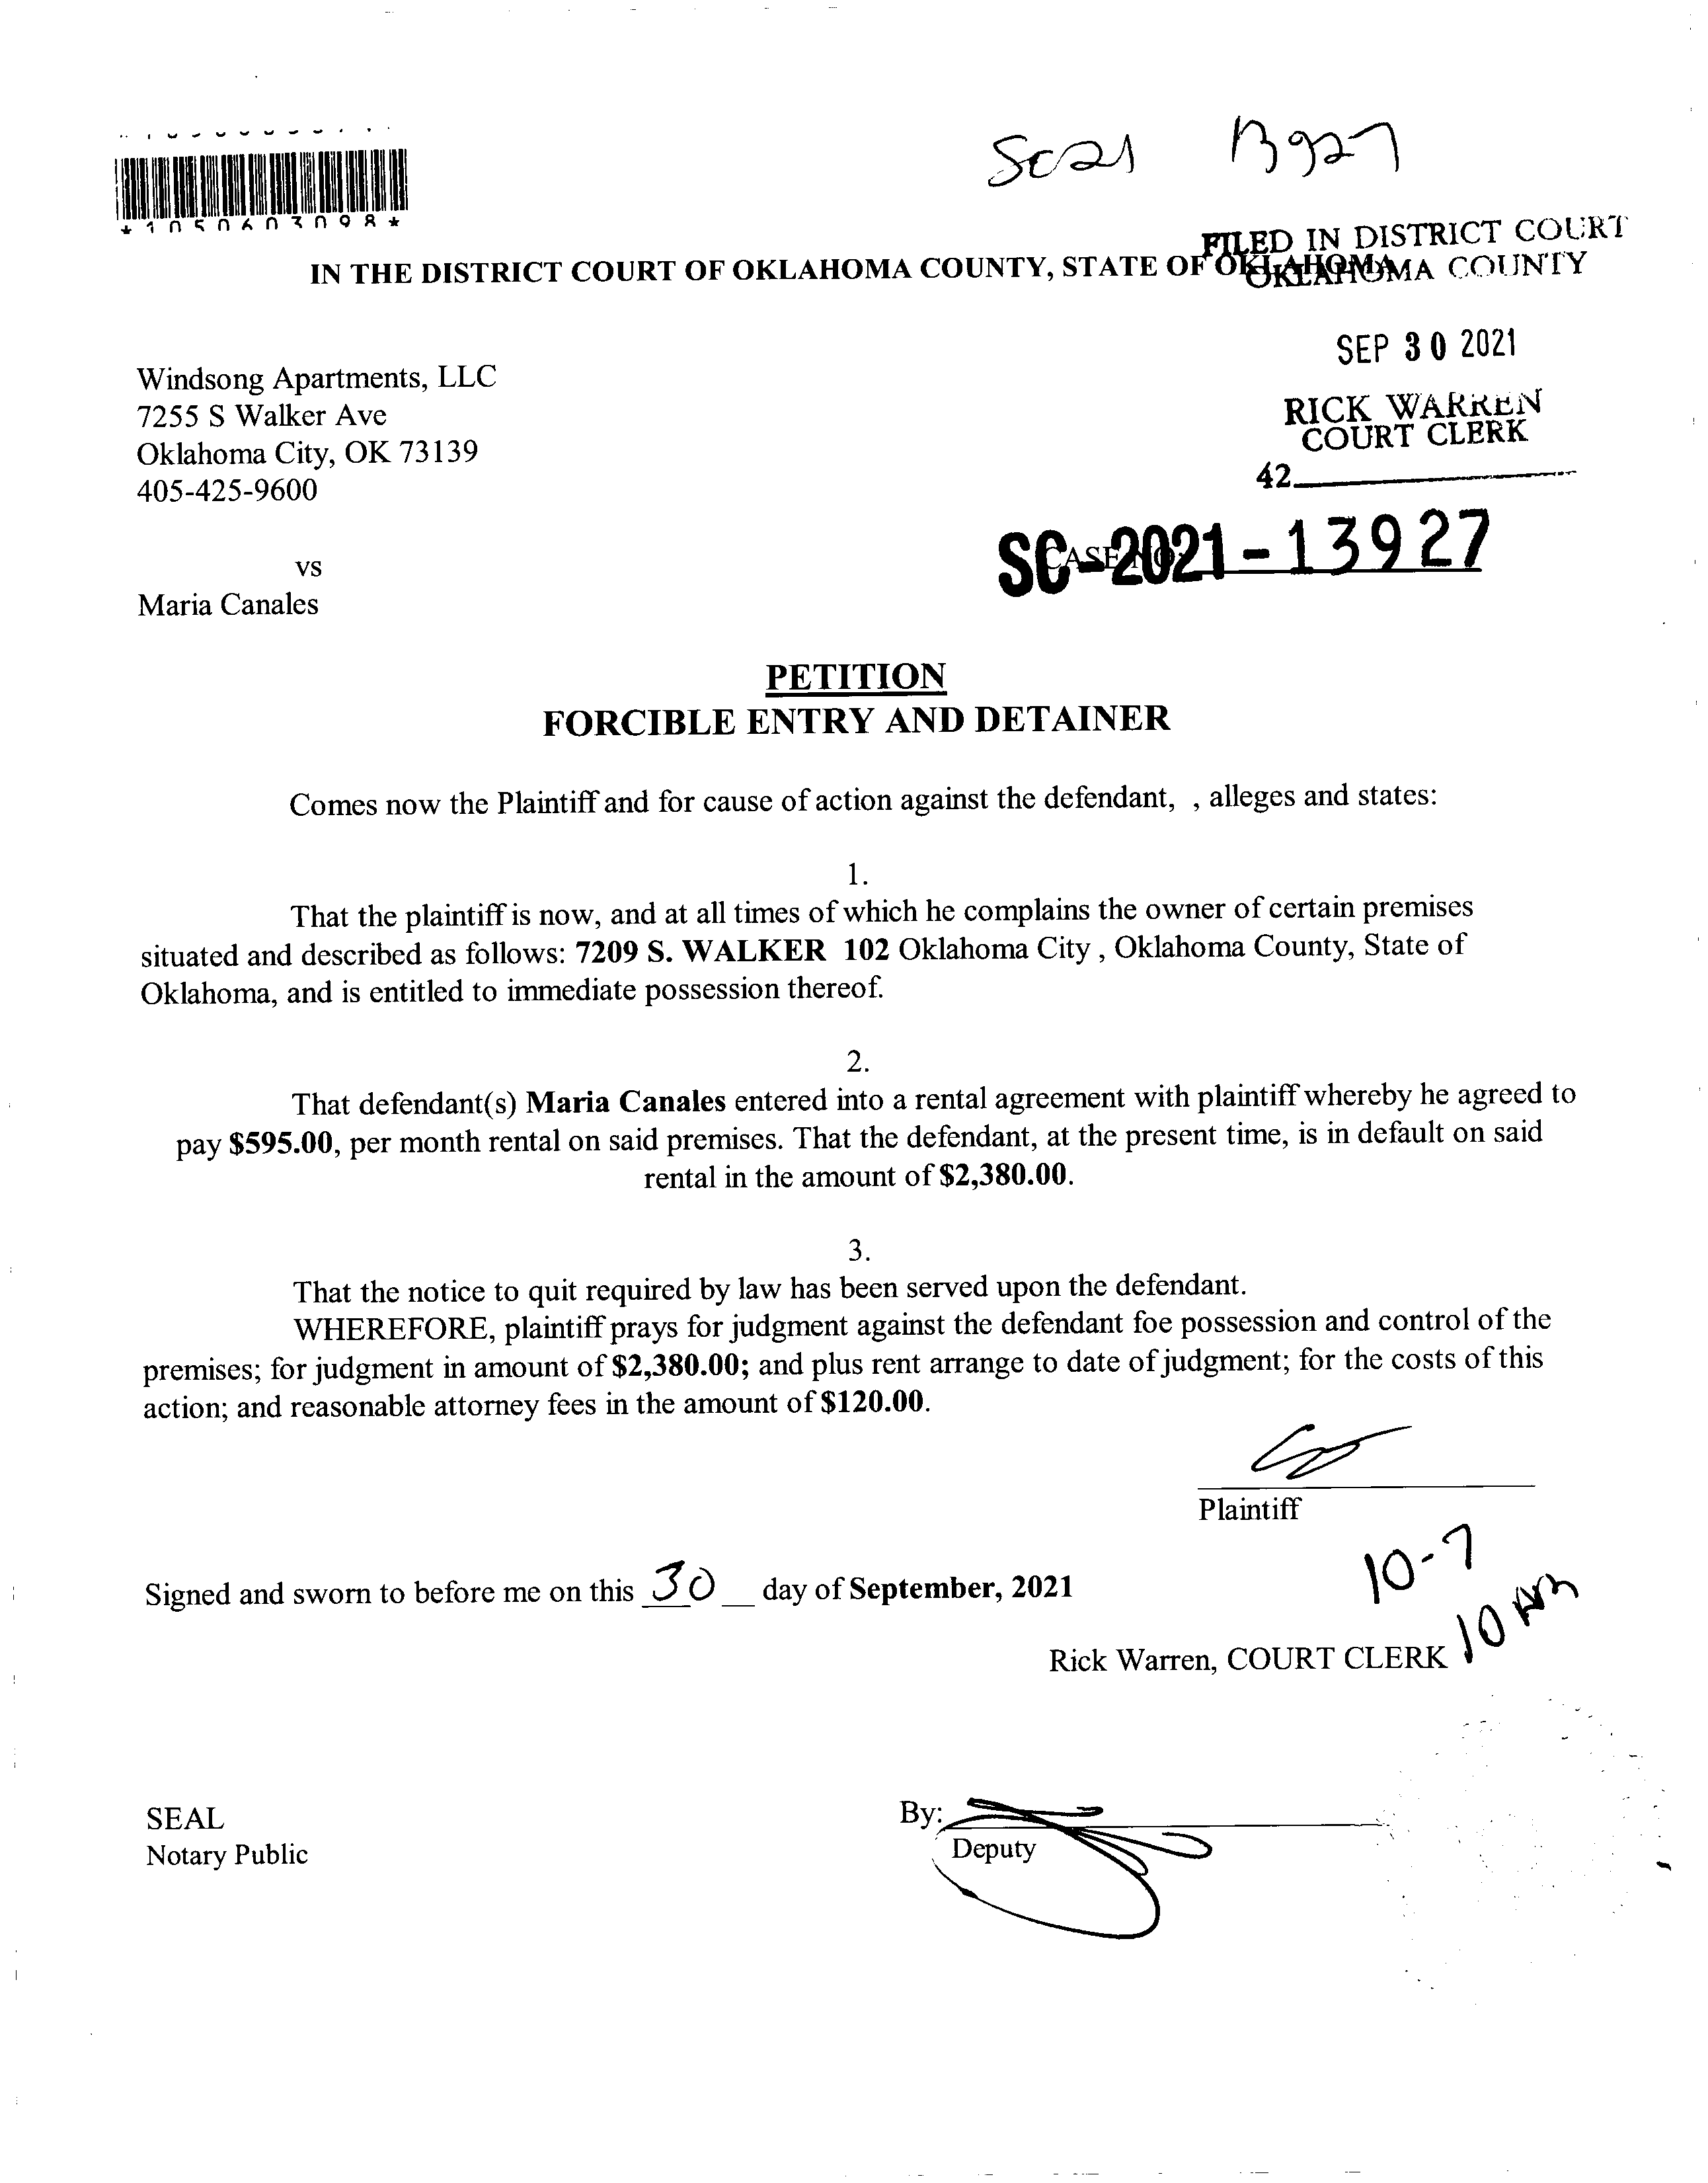 Sc21 13927
*1050603098*
FILED IN DISTRICT COURT
OKLAHOMA COUNTY
IN THE DISTRICT COURT OF OKLAHOMA COUNTY, STATE OF OKLAHOMA
SEP 30 2021
Windsong Apartments, LLC
7255 S Walker Ave
Oklahoma City, OK 73139
405-425-9600
RICK WARREN
COURT CLERK
42
CASE NO
SC-2021-13927
vs
Maria Canales
PETITION
FORCIBLE ENTRY AND DETAINER
Comes now the Plaintiff and for cause of action against the defendant,  , alleges and states:
1.
That the plaintiff is now, and at all times of which he complains the owner of certain premises
situated and described as follows: 7209 S. WALKER 102 Oklahoma City , Oklahoma County, State of
Oklahoma, and is entitled to immediate possession thereof.
2.
That defendant(s) Maria Canales entered into a rental agreement with plaintiff whereby he agreed to
pay $595.00, per month rental on said premises. That the defendant, at the present time, is in default on said
rental in the amount of $2,380.00.
3.
That the notice to quit required by law has been served upon the defendant.
WHEREFORE, plaintiff prays for judgment against the defendant foe possession and control of the
premises; for judgment in amount of $2,380.00; and plus rent arrange to date of judgment; for the costs of this
action; and reasonable attorney fees in the amount of $120.00.
Plaintiff
10-7
10 AM
Signed and sworn to before me on this 30 day of September, 2021
Rick Warren, COURT CLERK
SEAL
Notary Public
By:
Deputy